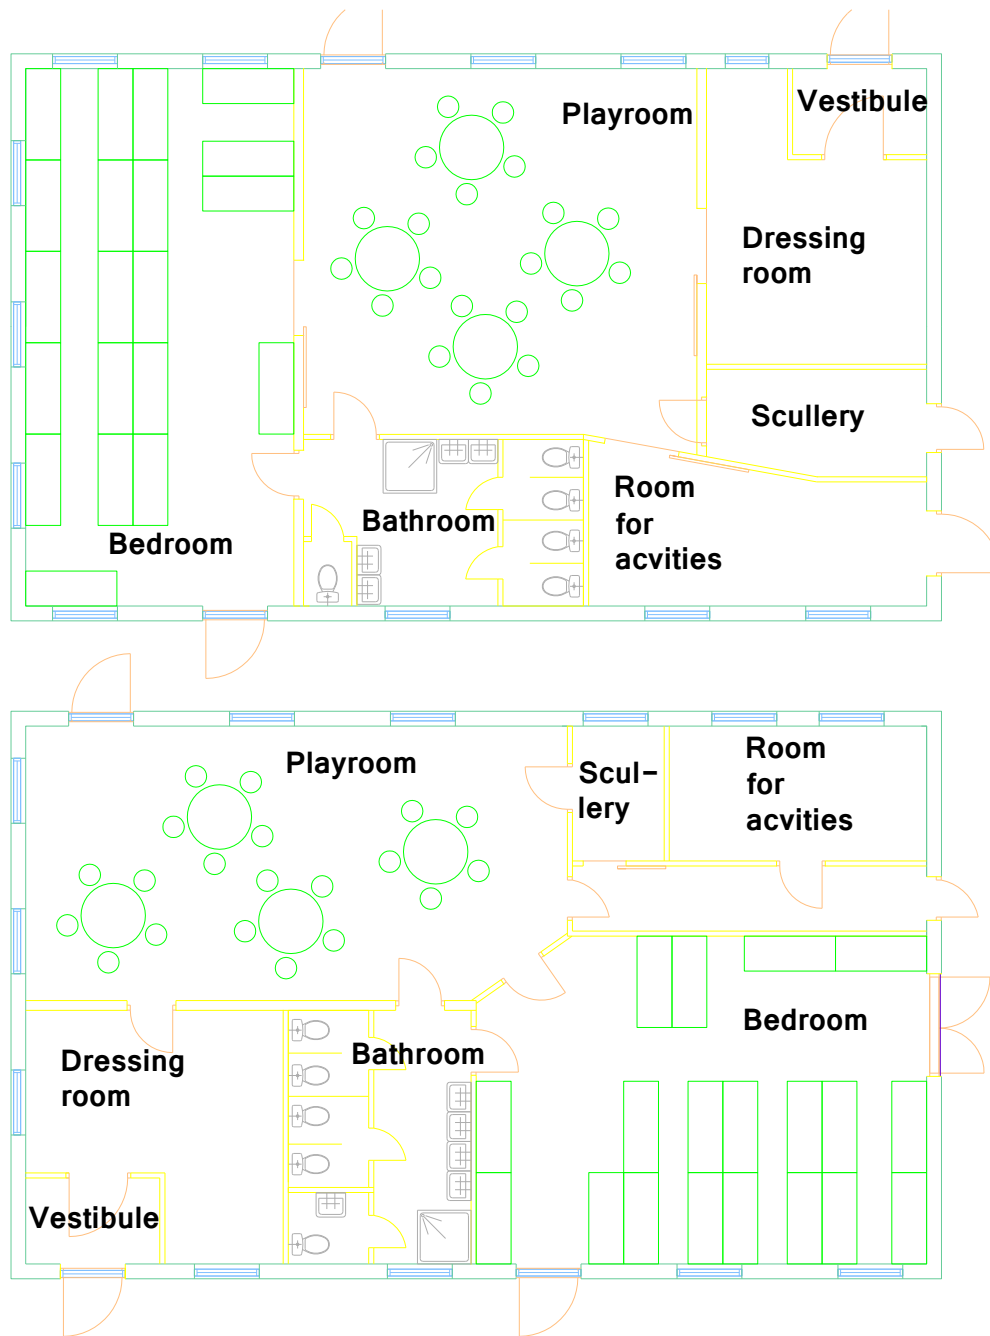 Playroom
Vestibule
Dressing
room
Scullery
Room
for
acvities
Bathroom
Bedroom
Playroom
Scul-
lery
Room
for
acvities
Bedroom
Dressing
room
Bathroom
Vestibule